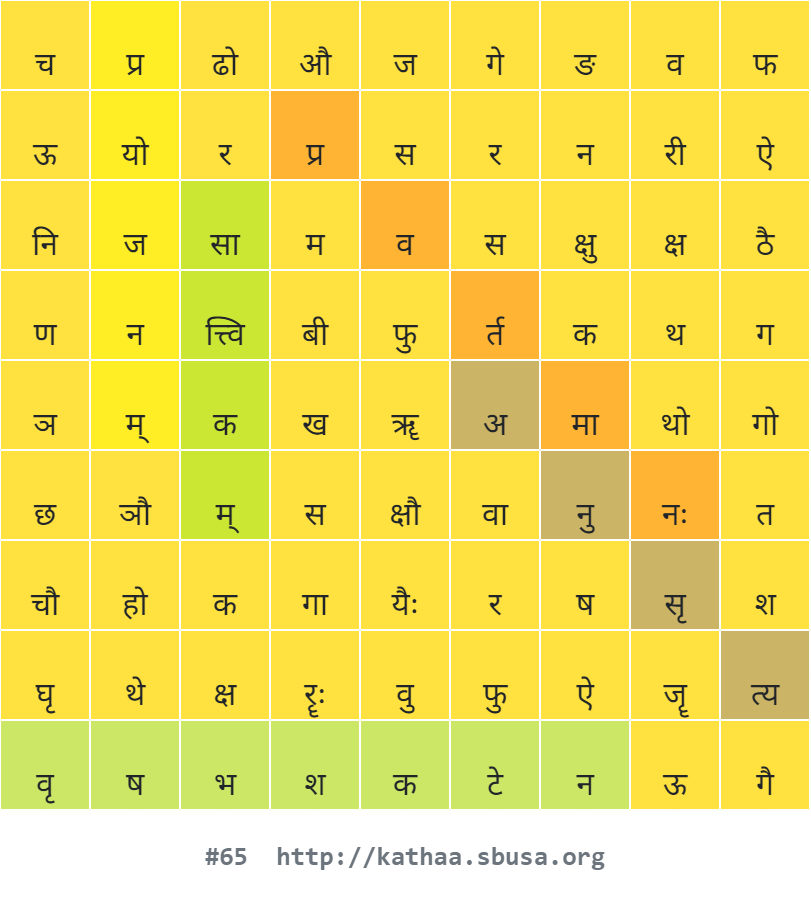 च प्र ढो औ ज गे ङ व फ
ऊ यो र प्र स र न री ऐ
नि ज सा म व स क्षु क्ष ठै
ण न त्त्वि बी फु र्त क थ ग
ञ म् क ख ॠ अ मा थो गो
छ ञौ म् स क्षौ वा नु नः त
चौ हो क गा यैः र ष सृ श
घृ थे क्ष रॄः वु फु ऐ जॄ त्य
वृ ष भ श क टे न ऊ गै
#65 http://kathaa.sbusa.org